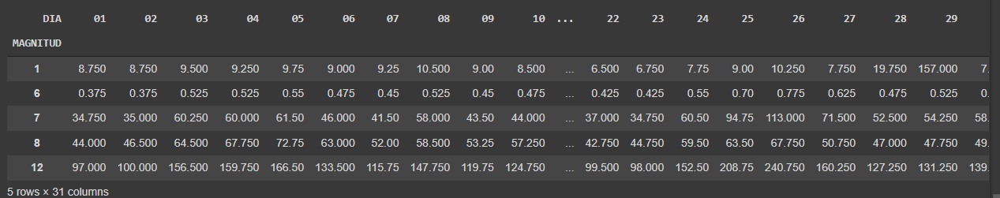 DIA 01 02 03 04 05 06 07 08 09 10 ... 22 23 24 25 26 27 28 29
MAGNITUD
1 8.750 8.750 9.500 9.250 9.75 9.000 9.25 10.500 9.00 8.500 ... 6.500 6.750 7.75 9.00 10.250 7.750 19.750 157.000 7.
6 0.375 0.375 0.525 0.525 0.55 0.475 0.45 0.525 0.45 0.475 ... 0.425 0.425 0.55 0.70 0.775 0.625 0.475 0.525 0.
7 34.750 35.000 60.250 60.000 61.50 46.000 41.50 58.000 43.50 44.000 ... 37.000 34.750 60.50 94.75 113.000 71.500 52.500 54.250 58.
8 44.000 46.500 64.500 67.750 72.75 63.000 52.00 58.500 53.25 57.250 ... 42.750 44.750 59.50 63.50 67.750 50.750 47.000 47.750 49.
12 97.000 100.000 156.500 159.750 166.50 133.500 115.75 147.750 119.75 124.750 ... 99.500 98.000 152.50 208.75 240.750 160.250 127.250 131.250 139.
5 rows × 31 columns